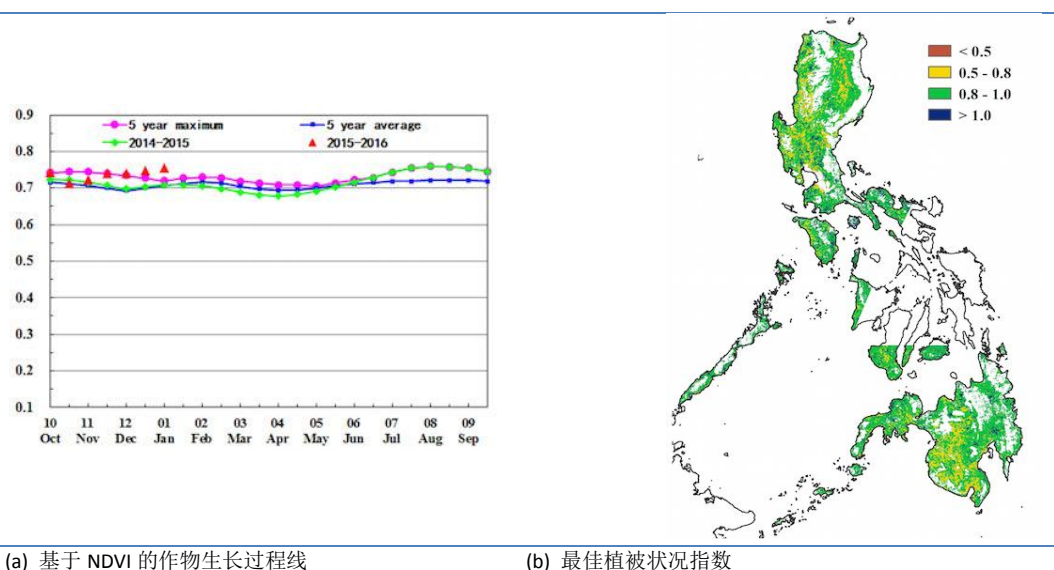 0.9
0.8
0.7
0.6
0.5
0.4
0.3
0.2
0.1
5 year maximum
5 year average
2014-2015
2015-2016
10 11 12 01 02 03 04 05 06 07 08 09
Oct Nov Dec Jan Feb Mar Apr May Jun Jul Aug Sep
< 0.5
0.5 - 0.8
0.8 - 1.0
> 1.0
(a) 基于 NDVI 的作物生长过程线
(b) 最佳植被状况指数